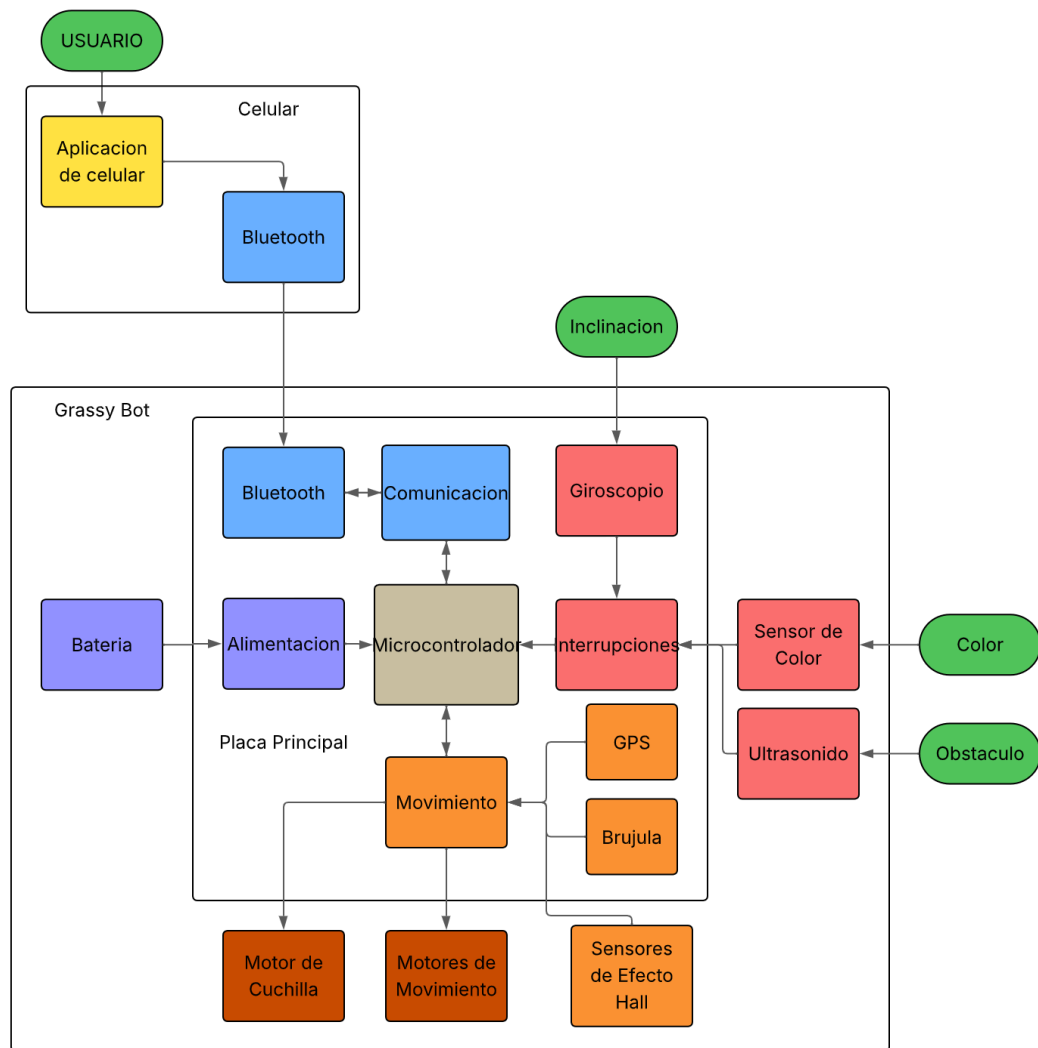 USUARIO
Celular
Aplicacion
de celular
Bluetooth
Inclinacion
Grassy Bot
Bluetooth
Comunicacion
Giroscopio
Bateria
Alimentacion
Microcontrolador
Interrupciones
Sensor de
Color
Color
Placa Principal
GPS
Ultrasonido
Obstaculo
Movimiento
Brujula
Motor de
Cuchilla
Motores de
Movimiento
Sensores
de Efecto
Hall